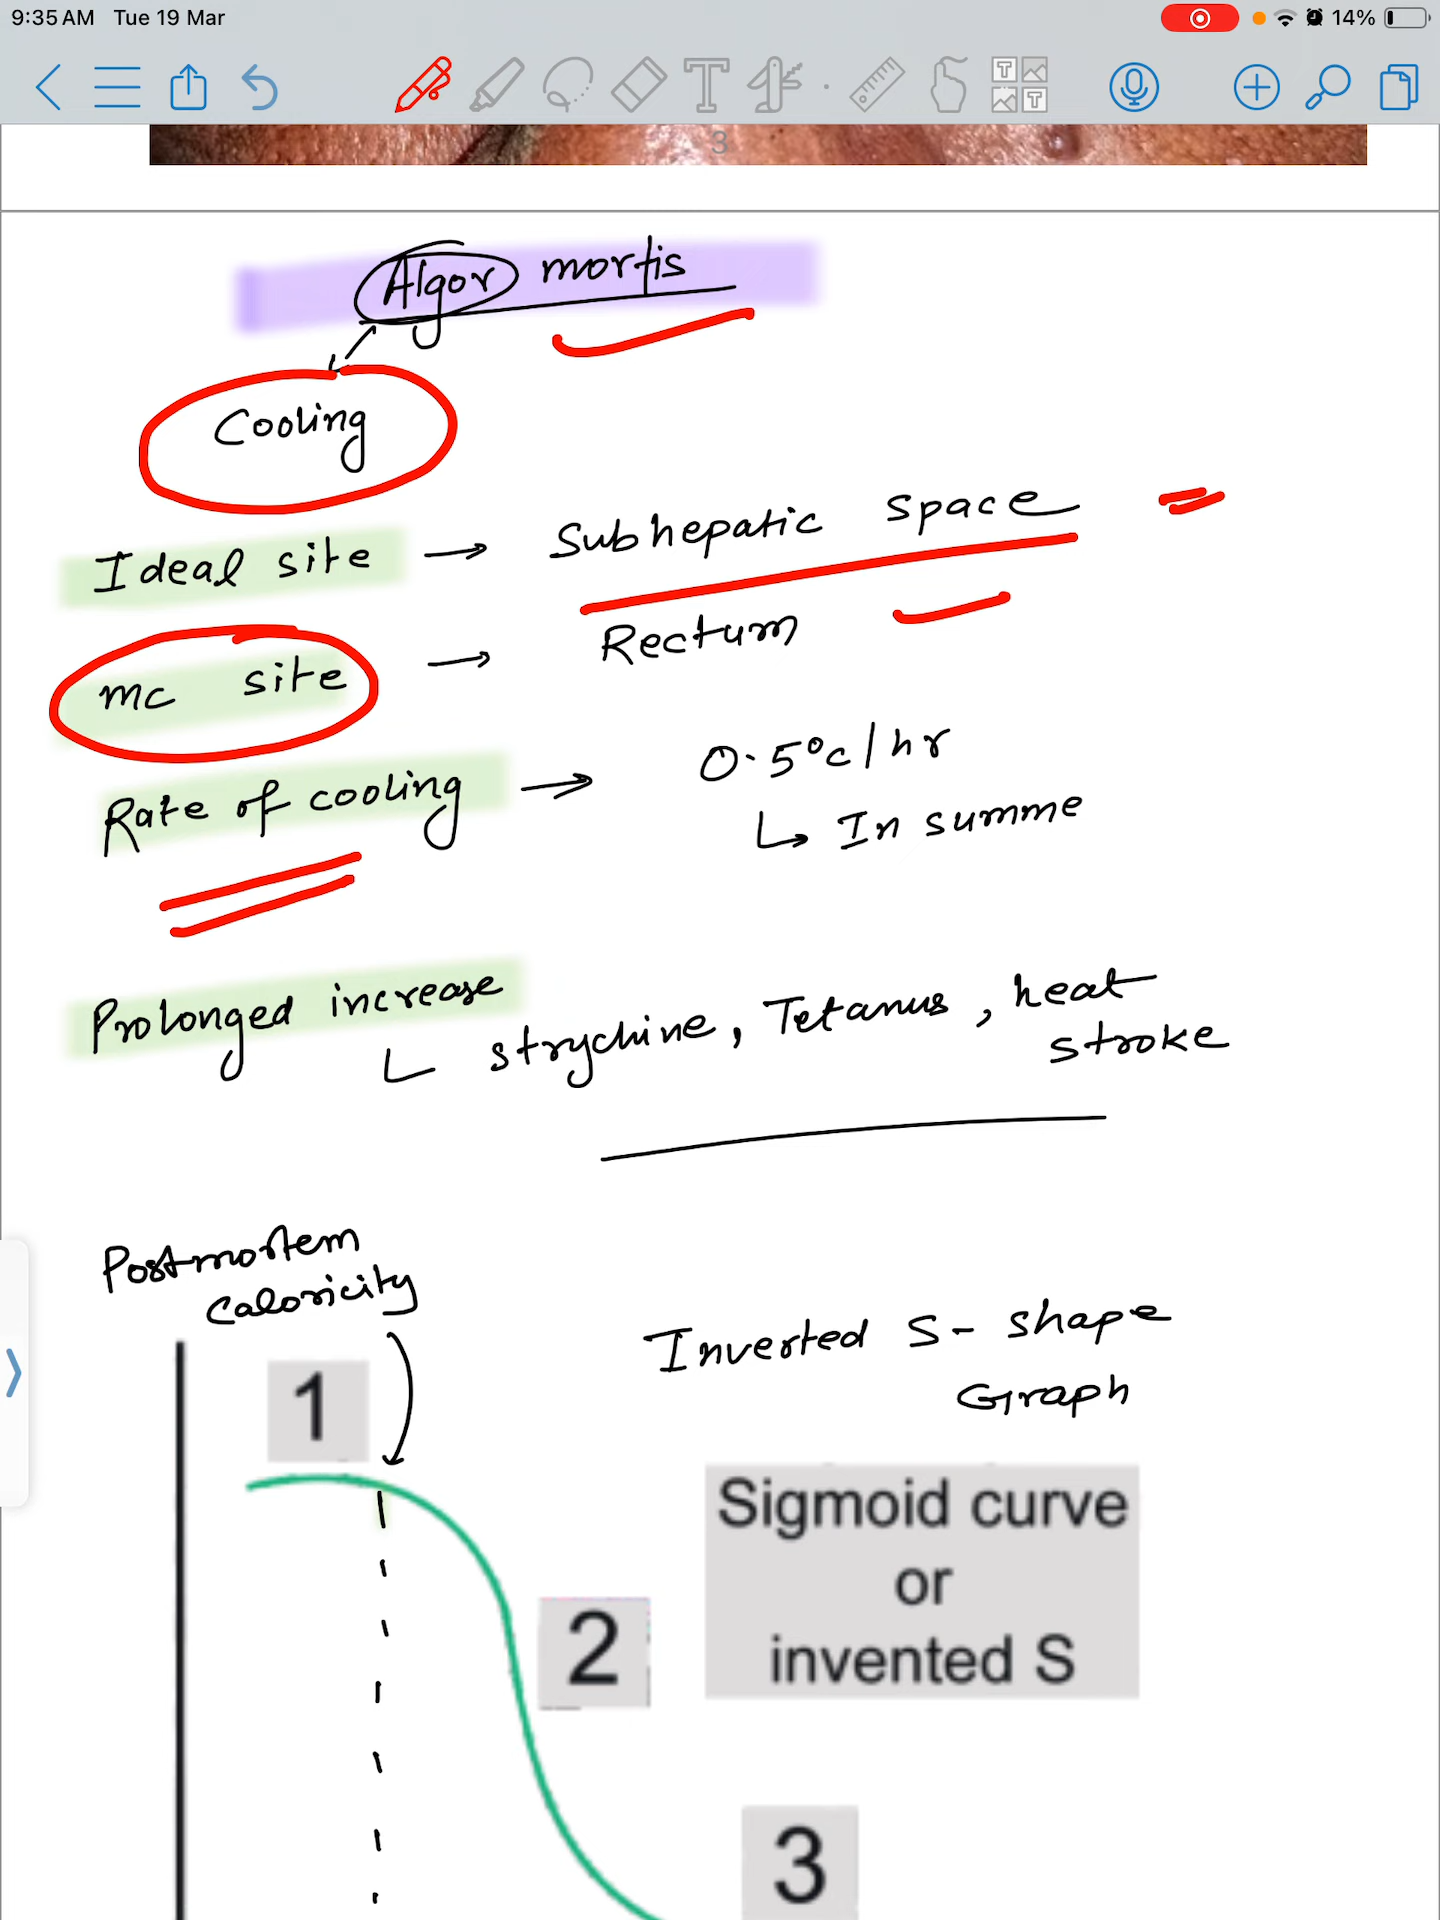 9:35 AM Tue 19 Mar 14%
T
T
T
3
Algor mortis
Cooling
Ideal site → Subhepatic space
mc site → Rectum
Rate of cooling → 0.5°c/hr
↳ In summe
Prolonged increase
strychine, Tetanus, heat
stroke
Postmortem
Caloricity
Inverted S- shape
Graph
1
Sigmoid curve
or
invented S
2
3